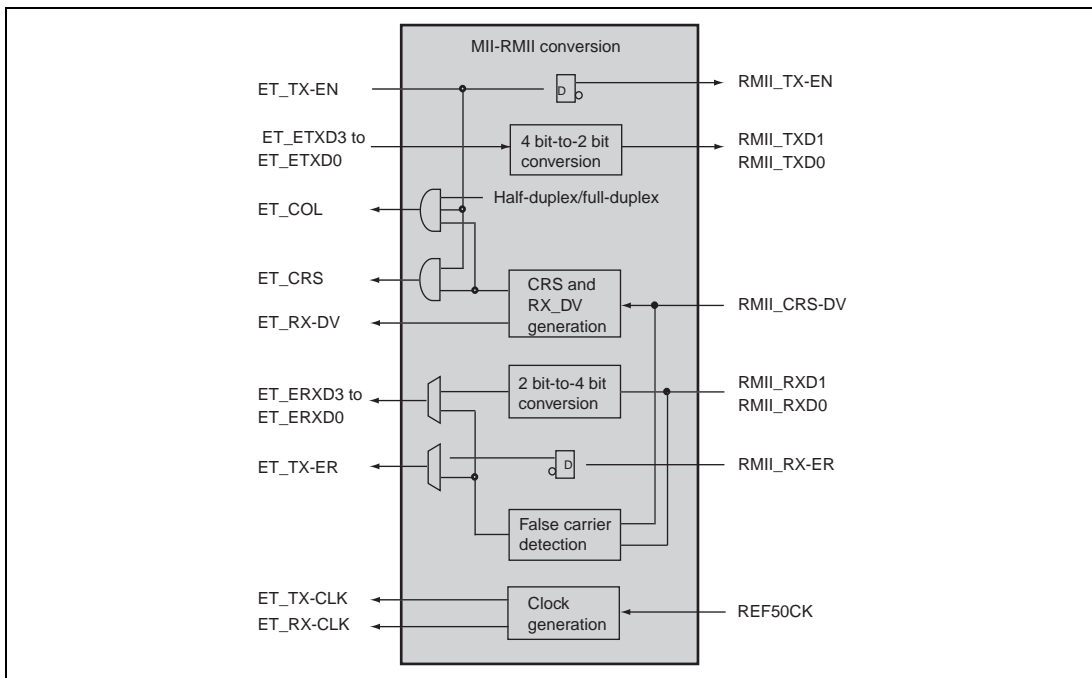 MII-RMII conversion
ET_TX-EN
D
RMII_TX-EN
ET_ETXD3 to
ET_ETXD0
4 bit-to-2 bit
conversion
RMII_TXD1
RMII_TXD0
Half-duplex/full-duplex
ET_COL
ET_CRS
CRS and
RX_DV
generation
RMII_CRS-DV
ET_RX-DV
ET_ERXD3 to
ET_ERXD0
2 bit-to-4 bit
conversion
RMII_RXD1
RMII_RXD0
ET_TX-ER
D
RMII_RX-ER
False carrier
detection
ET_TX-CLK
ET_RX-CLK
Clock
generation
REF50CK